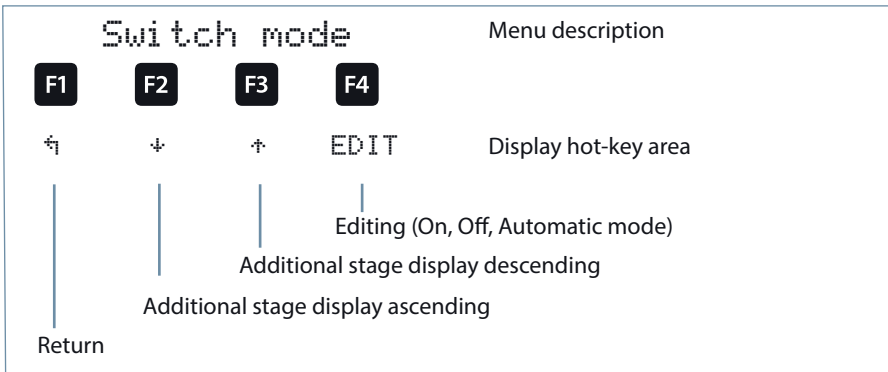 Switch mode Menu description
F1 F2 F3 F4
↰ ↓ ↑ EDIT Display hot-key area
Editing (On, Off, Automatic mode)
Additional stage display descending
Additional stage display ascending
Return